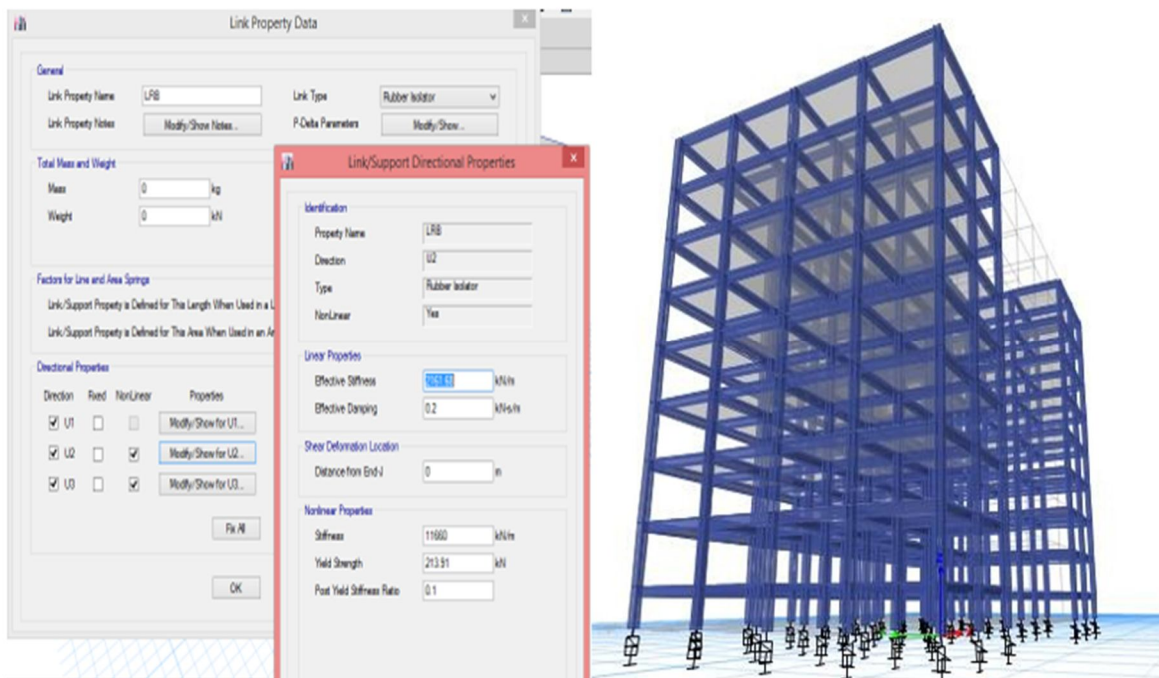 Link Property Data
X
General
Link Property Name LRB Link Type Rubber Isolator
Link Property Notes Modify/Show Notes... P-Delta Parameters Modify/Show...
Total Mass and Weight
Mass 0 kg
Weight 0 kN
Factors for Line and Area Springs
Link/Support Property is Defined for This Length When Used in a L
Link/Support Property is Defined for This Area When Used in an Ar
Directional Properties
Direction Fixed NonLinear Properties
U1 Modify/Show for U1...
U2 Modify/Show for U2...
U3 Modify/Show for U3...
Fix All
OK
Link/Support Directional Properties
X
Identification
Property Name LRB
Direction U2
Type Rubber Isolator
NonLinear Yes
Linear Properties
Effective Stiffness kN/m
Effective Damping 0.2 kN-s/m
Shear Deformation Location
Distance from End-J 0 m
Nonlinear Properties
Stiffness 11660 kN/m
Yield Strength 213.91 kN
Post Yield Stiffness Ratio 0.1